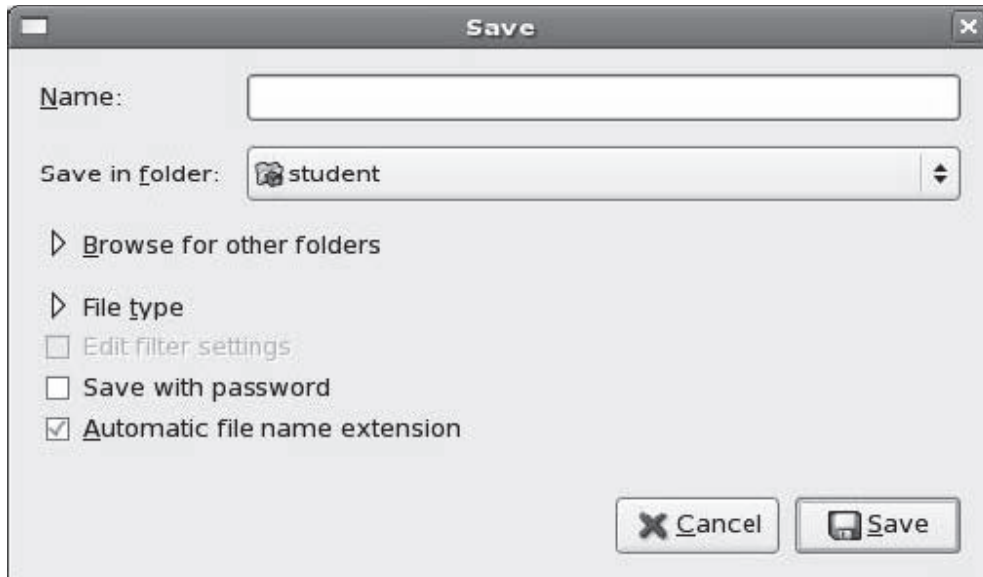 Save
Name:
Save in folder: student
Browse for other folders
File type
Edit filter settings
Save with password
Automatic file name extension
Cancel Save